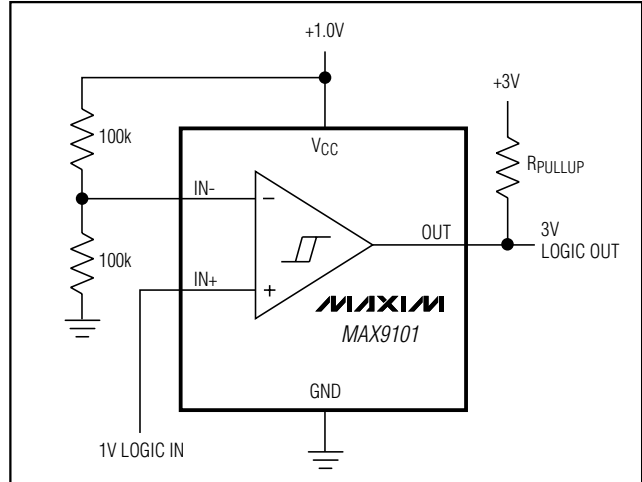 +1.0V
+3V
100k
VCC
RPULLUP
IN-
−
OUT
3V
LOGIC OUT
100k
IN+
+
MAXIM
MAX9101
GND
1V LOGIC IN